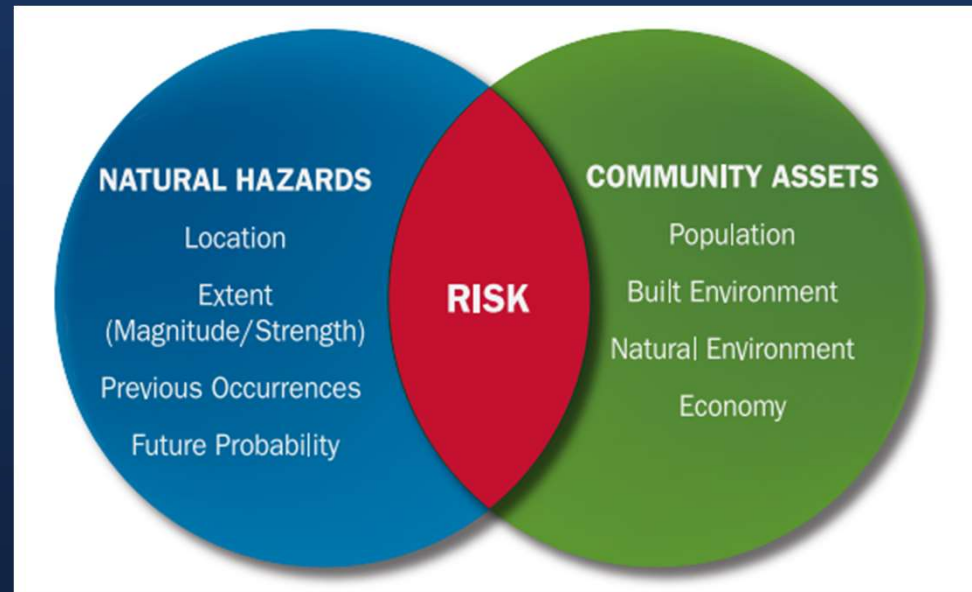 NATURAL HAZARDS
Location
Extent
(Magnitude/Strength)
Previous Occurrences
Future Probability
RISK
COMMUNITY ASSETS
Population
Built Environment
Natural Environment
Economy